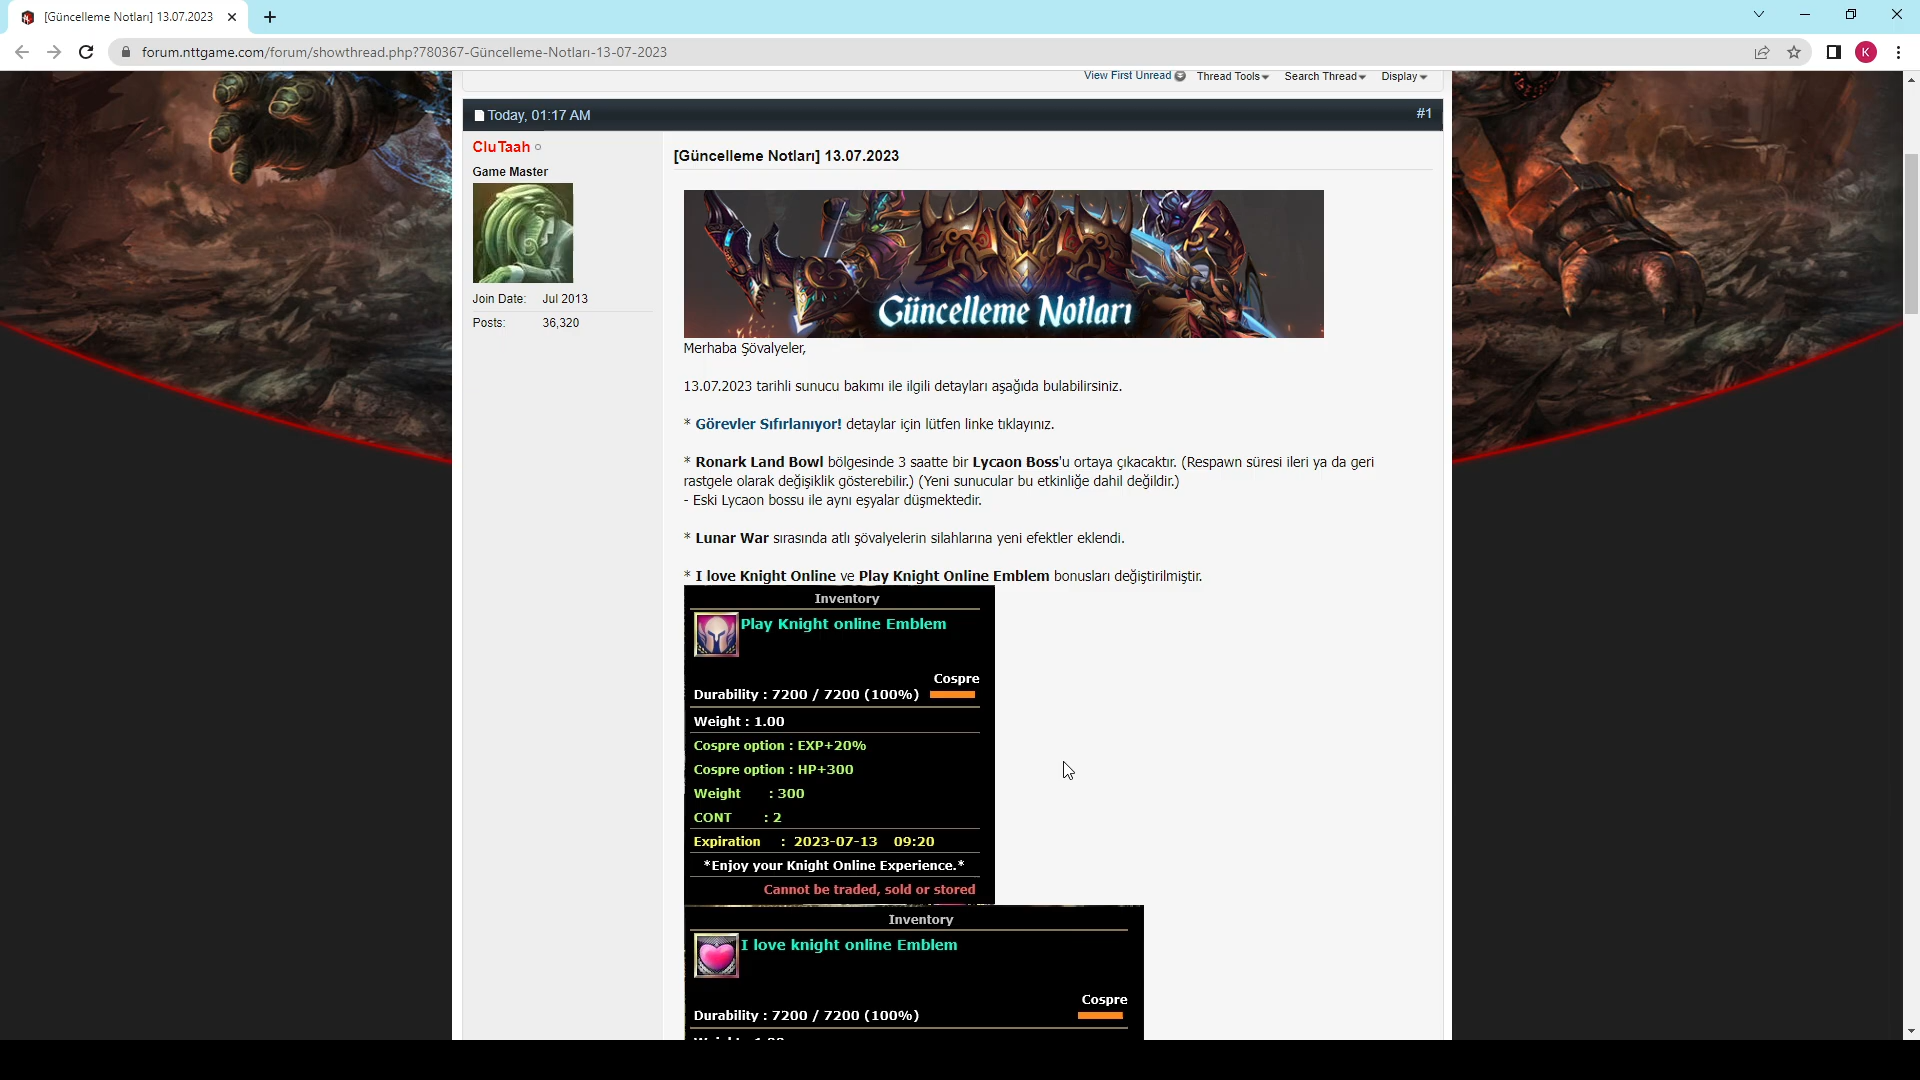 [Güncelleme Notları] 13.07.2023
forum.nttgame.com/forum/showthread.php?780367-Güncelleme-Notları-13-07-2023
K
View First Unread Thread Tools Search Thread Display
Today, 01:17 AM #1
CluTaah
Game Master
Join Date: Jul 2013
Posts: 36,320
[Güncelleme Notları] 13.07.2023
Güncelleme Notları
Merhaba Şövalyeler,
13.07.2023 tarihli sunucu bakımı ile ilgili detayları aşağıda bulabilirsiniz.
* Görevler Sıfırlanıyor! detaylar için lütfen linke tıklayınız.
* Ronark Land Bowl bölgesinde 3 saatte bir Lycaon Boss'u ortaya çıkacaktır. (Respawn süresi ileri ya da geri
rastgele olarak değişiklik gösterebilir.) (Yeni sunucular bu etkinliğe dahil değildir.)
- Eski Lycaon bossu ile aynı eşyalar düşmektedir.
* Lunar War sırasında atlı şövalyelerin silahlarına yeni efektler eklendi.
* I love Knight Online ve Play Knight Online Emblem bonusları değiştirilmiştir.
Inventory
Play Knight online Emblem
Cospre
Durability : 7200 / 7200 (100%)
Weight : 1.00
Cospre option : EXP+20%
Cospre option : HP+300
Weight : 300
CONT : 2
Expiration : 2023-07-13 09:20
*Enjoy your Knight Online Experience.*
Cannot be traded, sold or stored
Inventory
I love knight online Emblem
Cospre
Durability : 7200 / 7200 (100%)